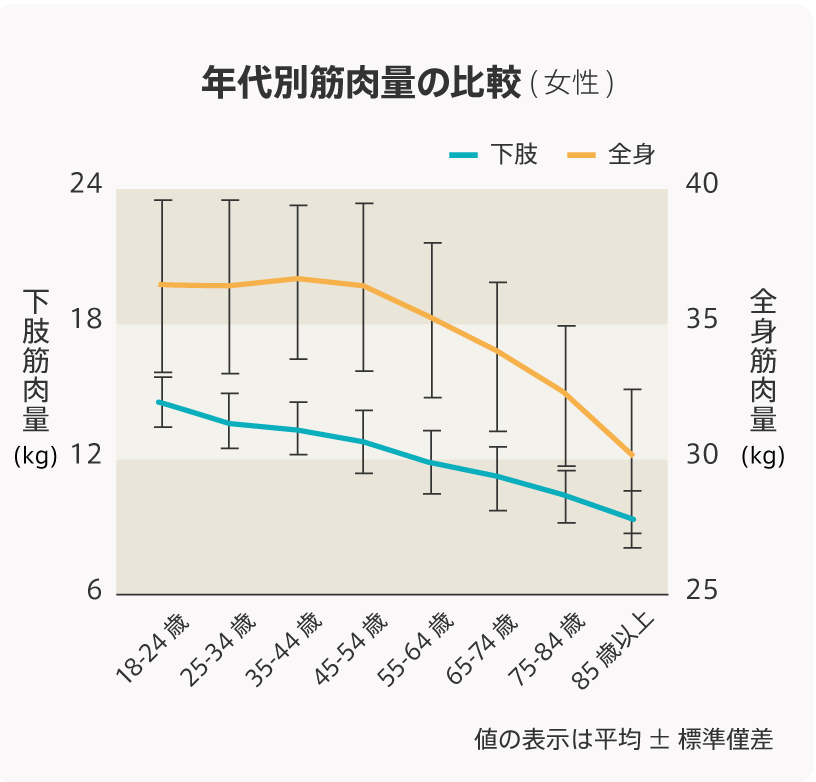 年代別筋肉量の比較 ( 女性 )
下肢 全身
24
18
12
6
下肢筋肉量
(kg)
40
35
30
25
全身筋肉量
(kg)
18-24 歳
25-34 歳
35-44 歳
45-54 歳
55-64 歳
65-74 歳
75-84 歳
85 歳以上
値の表示は平均 ± 標準僅差